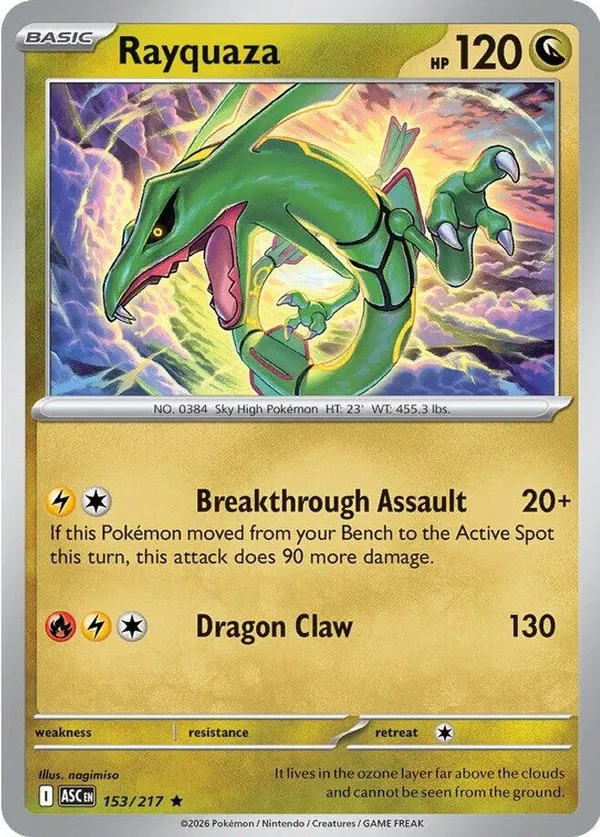 BASIC Rayquaza HP 120
NO. 0384 Sky High Pokémon HT: 23' WT: 455.3 lbs.
Breakthrough Assault 20+
If this Pokémon moved from your Bench to the Active Spot
this turn, this attack does 90 more damage.
Dragon Claw 130
weakness resistance retreat
Illus. nagimiso
It lives in the ozone layer far above the clouds
and cannot be seen from the ground.
I ASC EN 153/217 ★
©2026 Pokémon / Nintendo / Creatures / GAME FREAK